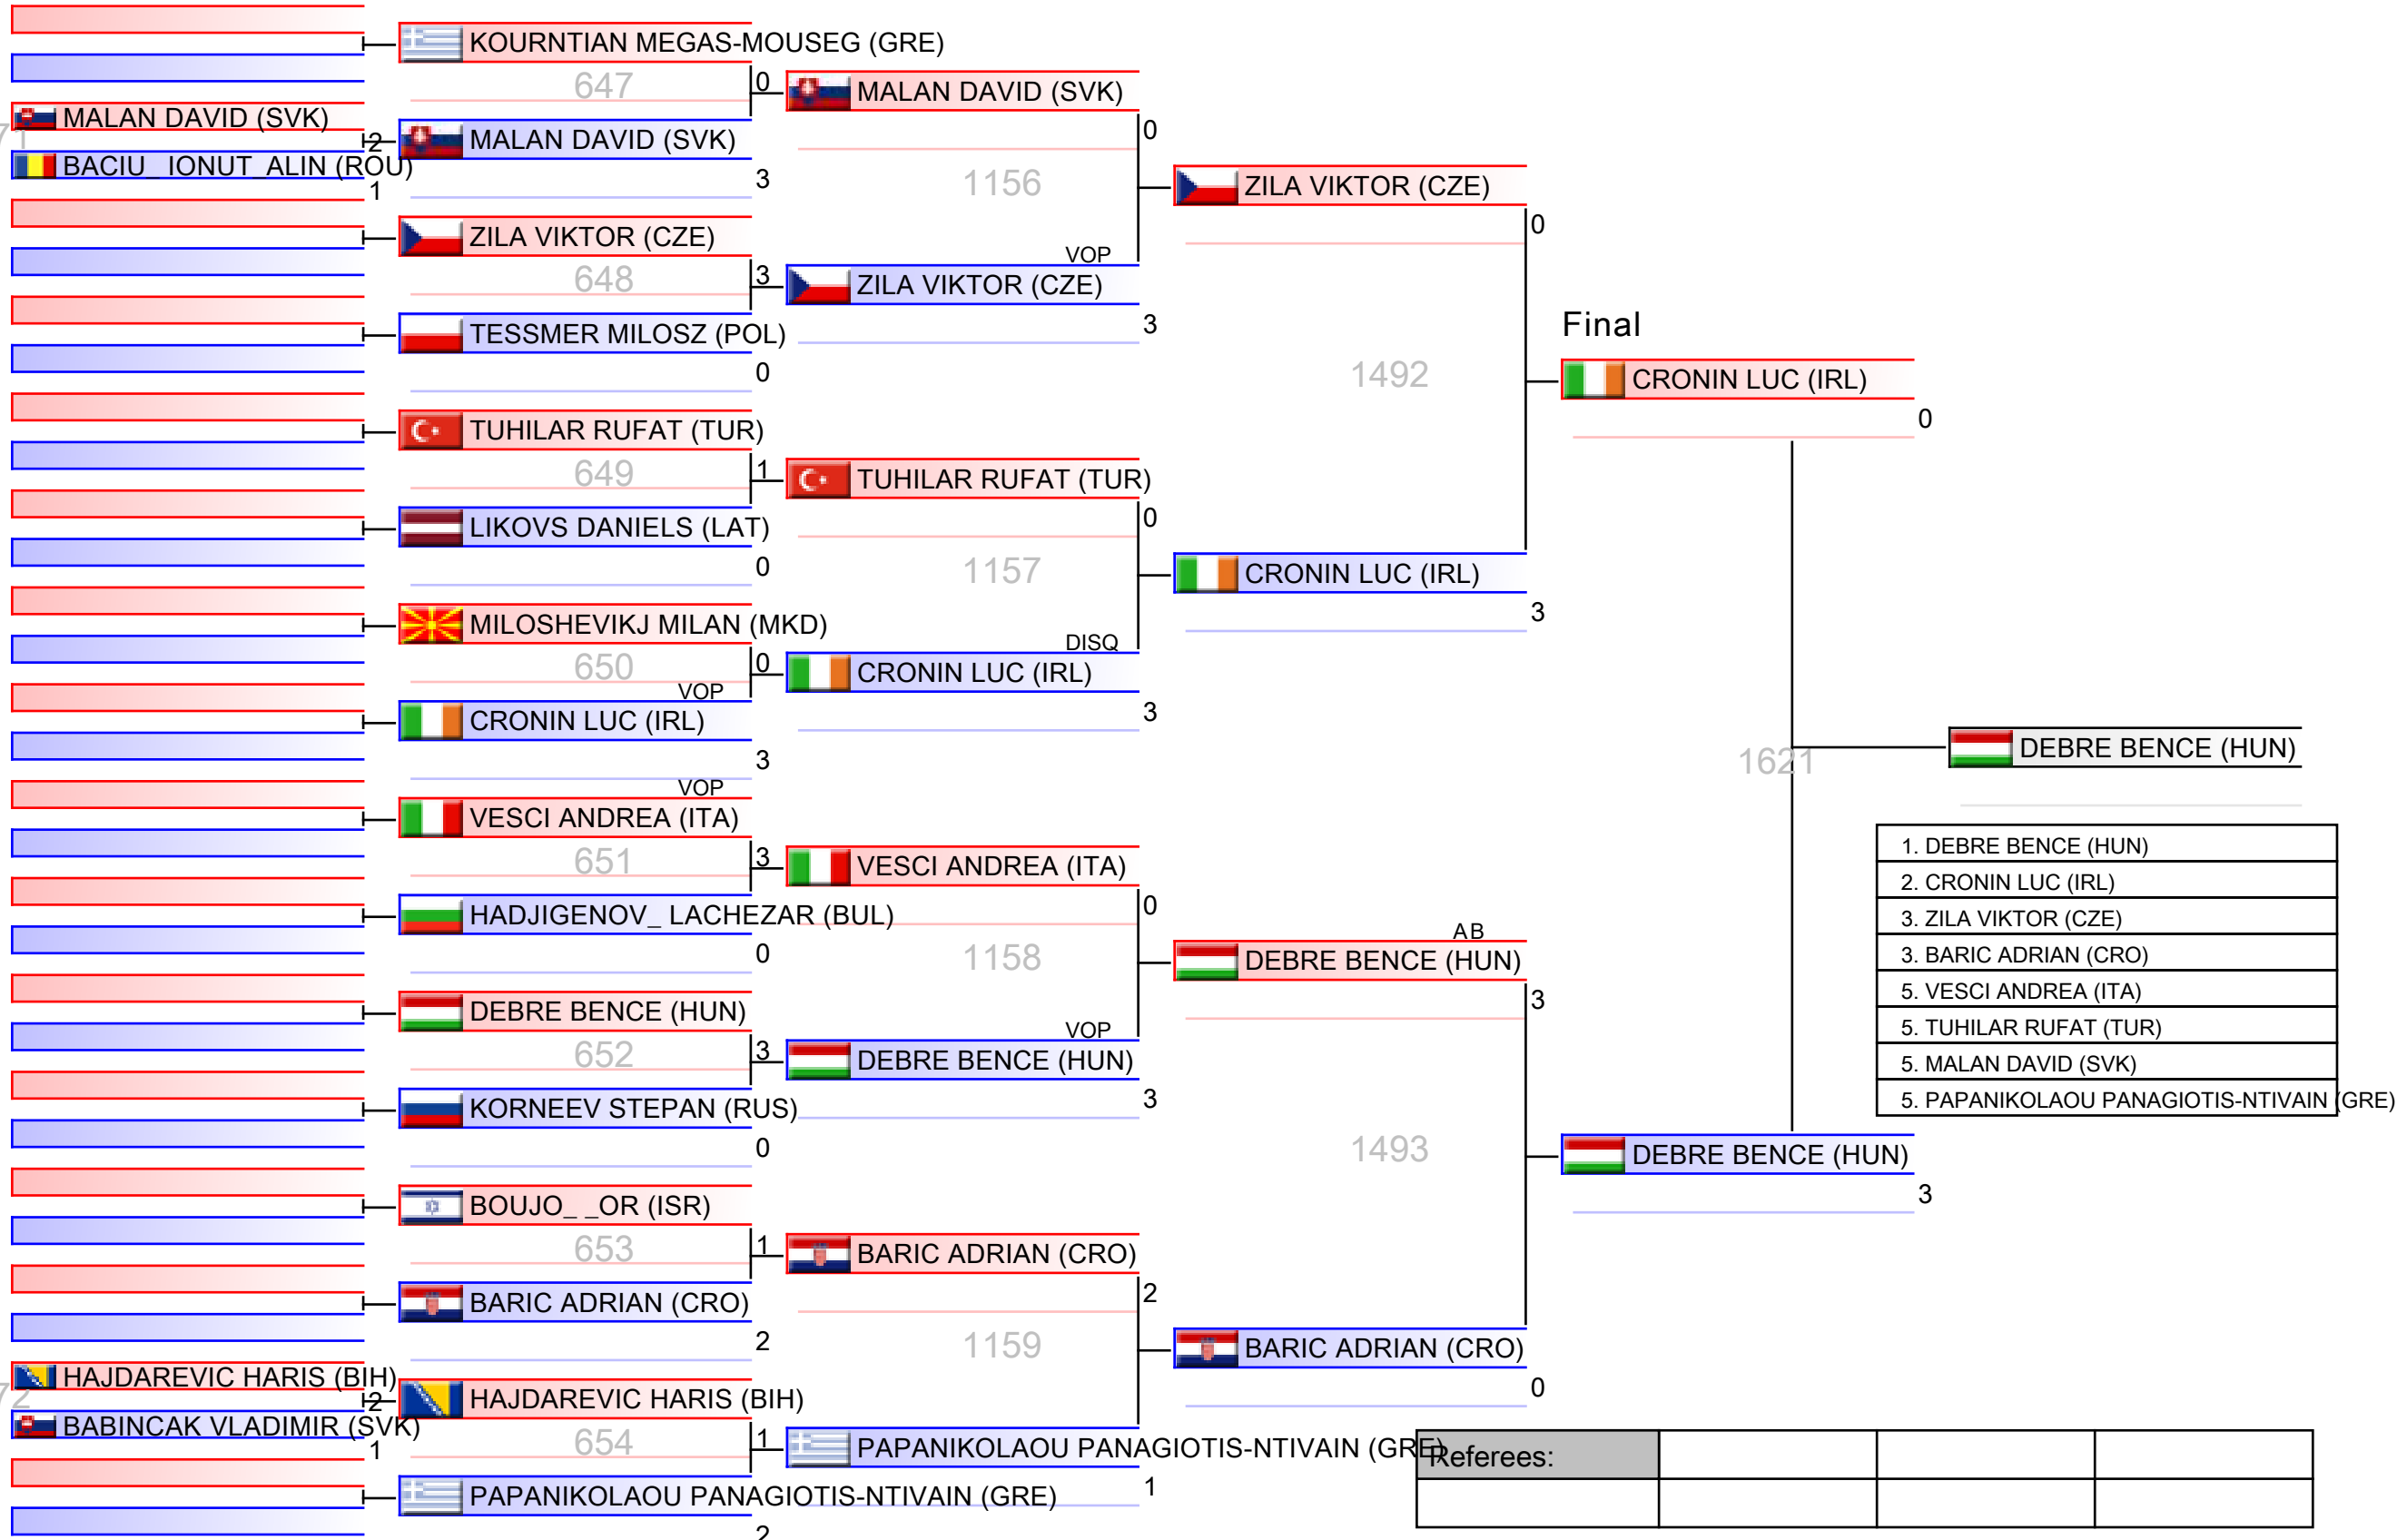 71
MALAN DAVID (SVK)
2
BACIU_ IONUT_ALIN (ROU)
1
72
HAJDAREVIC HARIS (BIH)
2
BABINCAK VLADIMIR (SVK)
1
KOURNTIAN MEGAS-MOUSEG (GRE)
647
0
MALAN DAVID (SVK)
3
ZILA VIKTOR (CZE)
648
3
TESSMER MILOSZ (POL)
0
TUHILAR RUFAT (TUR)
649
1
LIKOVS DANIELS (LAT)
0
MILOSHEVIKJ MILAN (MKD)
650
0
VOP
CRONIN LUC (IRL)
3
VOP
VESCI ANDREA (ITA)
651
3
HADJIGENOV_ LACHEZAR (BUL)
0
DEBRE BENCE (HUN)
652
3
KORNEEV STEPAN (RUS)
0
BOUJO_ _OR (ISR)
653
1
BARIC ADRIAN (CRO)
2
HAJDAREVIC HARIS (BIH)
654
1
PAPANIKOLAOU PANAGIOTIS-NTIVAIN (GRE)
2
MALAN DAVID (SVK)
0
1156
VOP
ZILA VIKTOR (CZE)
3
TUHILAR RUFAT (TUR)
0
1157
DISQ
CRONIN LUC (IRL)
3
VESCI ANDREA (ITA)
0
1158
VOP
DEBRE BENCE (HUN)
3
BARIC ADRIAN (CRO)
2
1159
PAPANIKOLAOU PANAGIOTIS-NTIVAIN (GRE)
1
ZILA VIKTOR (CZE)
0
1492
CRONIN LUC (IRL)
3
AB
DEBRE BENCE (HUN)
3
1493
BARIC ADRIAN (CRO)
0
Final
CRONIN LUC (IRL)
0
1621
DEBRE BENCE (HUN)
3
DEBRE BENCE (HUN)
1. DEBRE BENCE (HUN)
2. CRONIN LUC (IRL)
3. ZILA VIKTOR (CZE)
3. BARIC ADRIAN (CRO)
5. VESCI ANDREA (ITA)
5. TUHILAR RUFAT (TUR)
5. MALAN DAVID (SVK)
5. PAPANIKOLAOU PANAGIOTIS-NTIVAIN (GRE)
Referees: